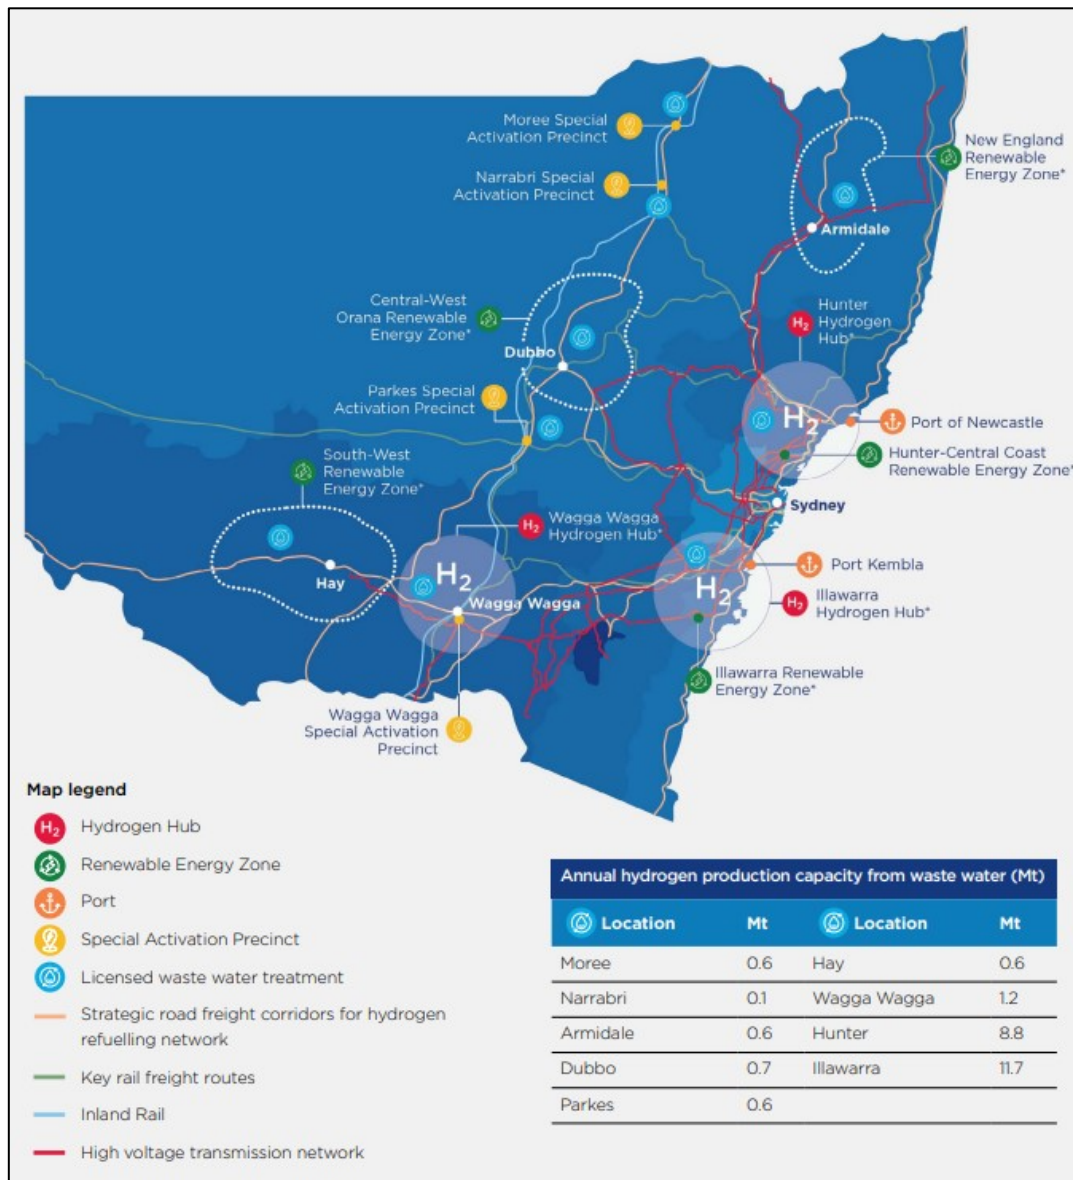 Moree Special
Activation Precinct
New England
Renewable
Energy Zone*
Narrabri Special
Activation Precinct
Armidale
Central-West
Orana Renewable
Energy Zone*
Hunter
Hydrogen
Hub*
H2
Dubbo
Parkes Special
Activation Precinct
H2
Port of Newcastle
Hunter-Central Coast
Renewable Energy Zone*
South-West
Renewable
Energy Zone*
Sydney
H2
Wagga Wagga
Hydrogen Hub*
Port Kembla
Hay
H2
Wagga Wagga
H2
H2
Illawarra
Hydrogen Hub*
Illawarra Renewable
Energy Zone*
Wagga Wagga
Special Activation
Precinct
Map legend
H2 Hydrogen Hub
Renewable Energy Zone
Port
Special Activation Precinct
Licensed waste water treatment
Strategic road freight corridors for hydrogen
refuelling network
Key rail freight routes
Inland Rail
High voltage transmission network
Annual hydrogen production capacity from waste water (Mt)
Location Mt Location Mt
Moree 0.6 Hay 0.6
Narrabri 0.1 Wagga Wagga 1.2
Armidale 0.6 Hunter 8.8
Dubbo 0.7 Illawarra 11.7
Parkes 0.6